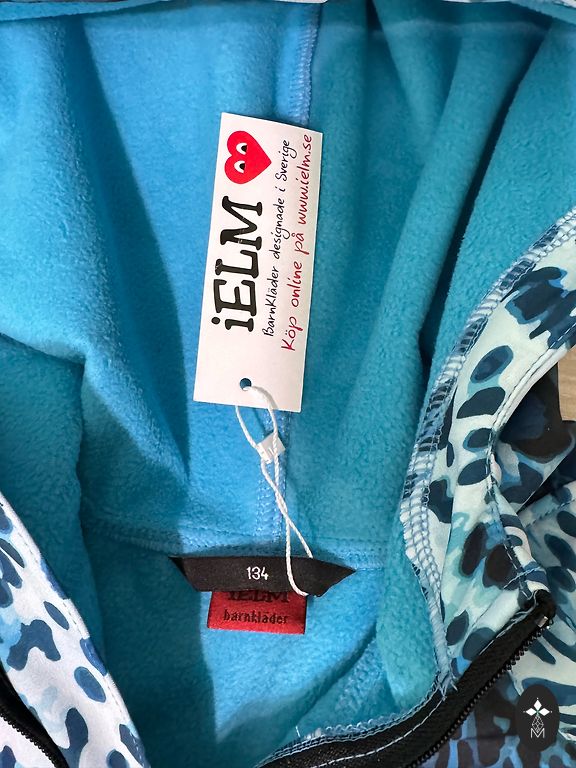 iELM
Barnkläder designade i Sverige
Köp online på www.ielm.se
134
iELM
barnkläder
M